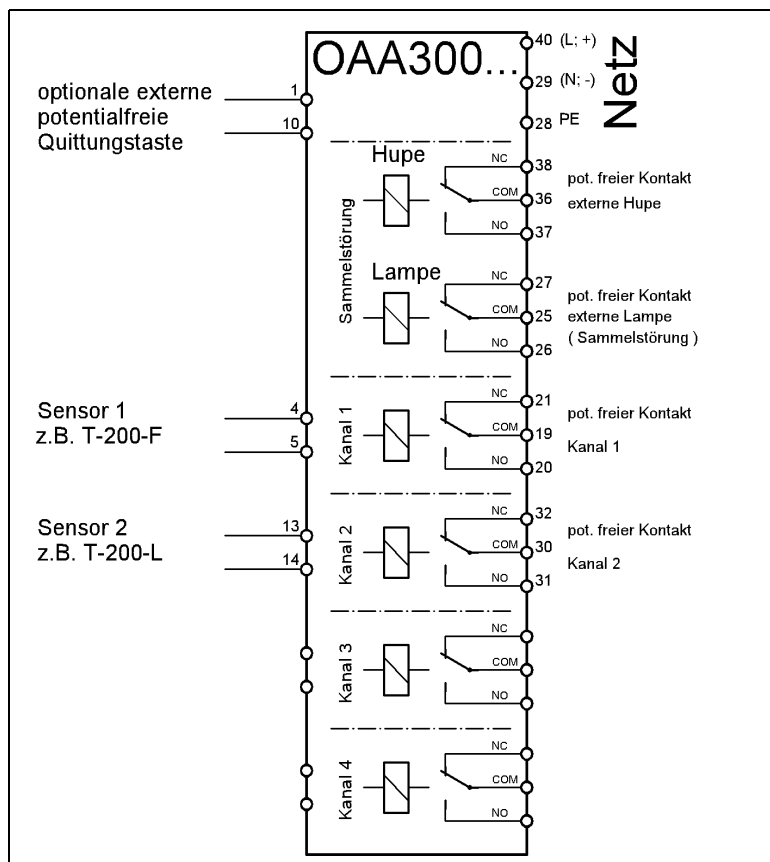 OAA300...
40 (L; +)
29 (N; -)
28 PE
Netz
optionale externe
potentialfreie
Quittungstaste
1
10
Sammelstörung
Hupe
NC
38
COM
36
NO
37
pot. freier Kontakt
externe Hupe
Lampe
NC
27
COM
25
NO
26
pot. freier Kontakt
externe Lampe
( Sammelstörung )
Sensor 1
z.B. T-200-F
4
5
Kanal 1
NC
21
COM
19
NO
20
pot. freier Kontakt
Kanal 1
Sensor 2
z.B. T-200-L
13
14
Kanal 2
NC
32
COM
30
NO
31
pot. freier Kontakt
Kanal 2
Kanal 3
NC
COM
NO
Kanal 4
NC
COM
NO